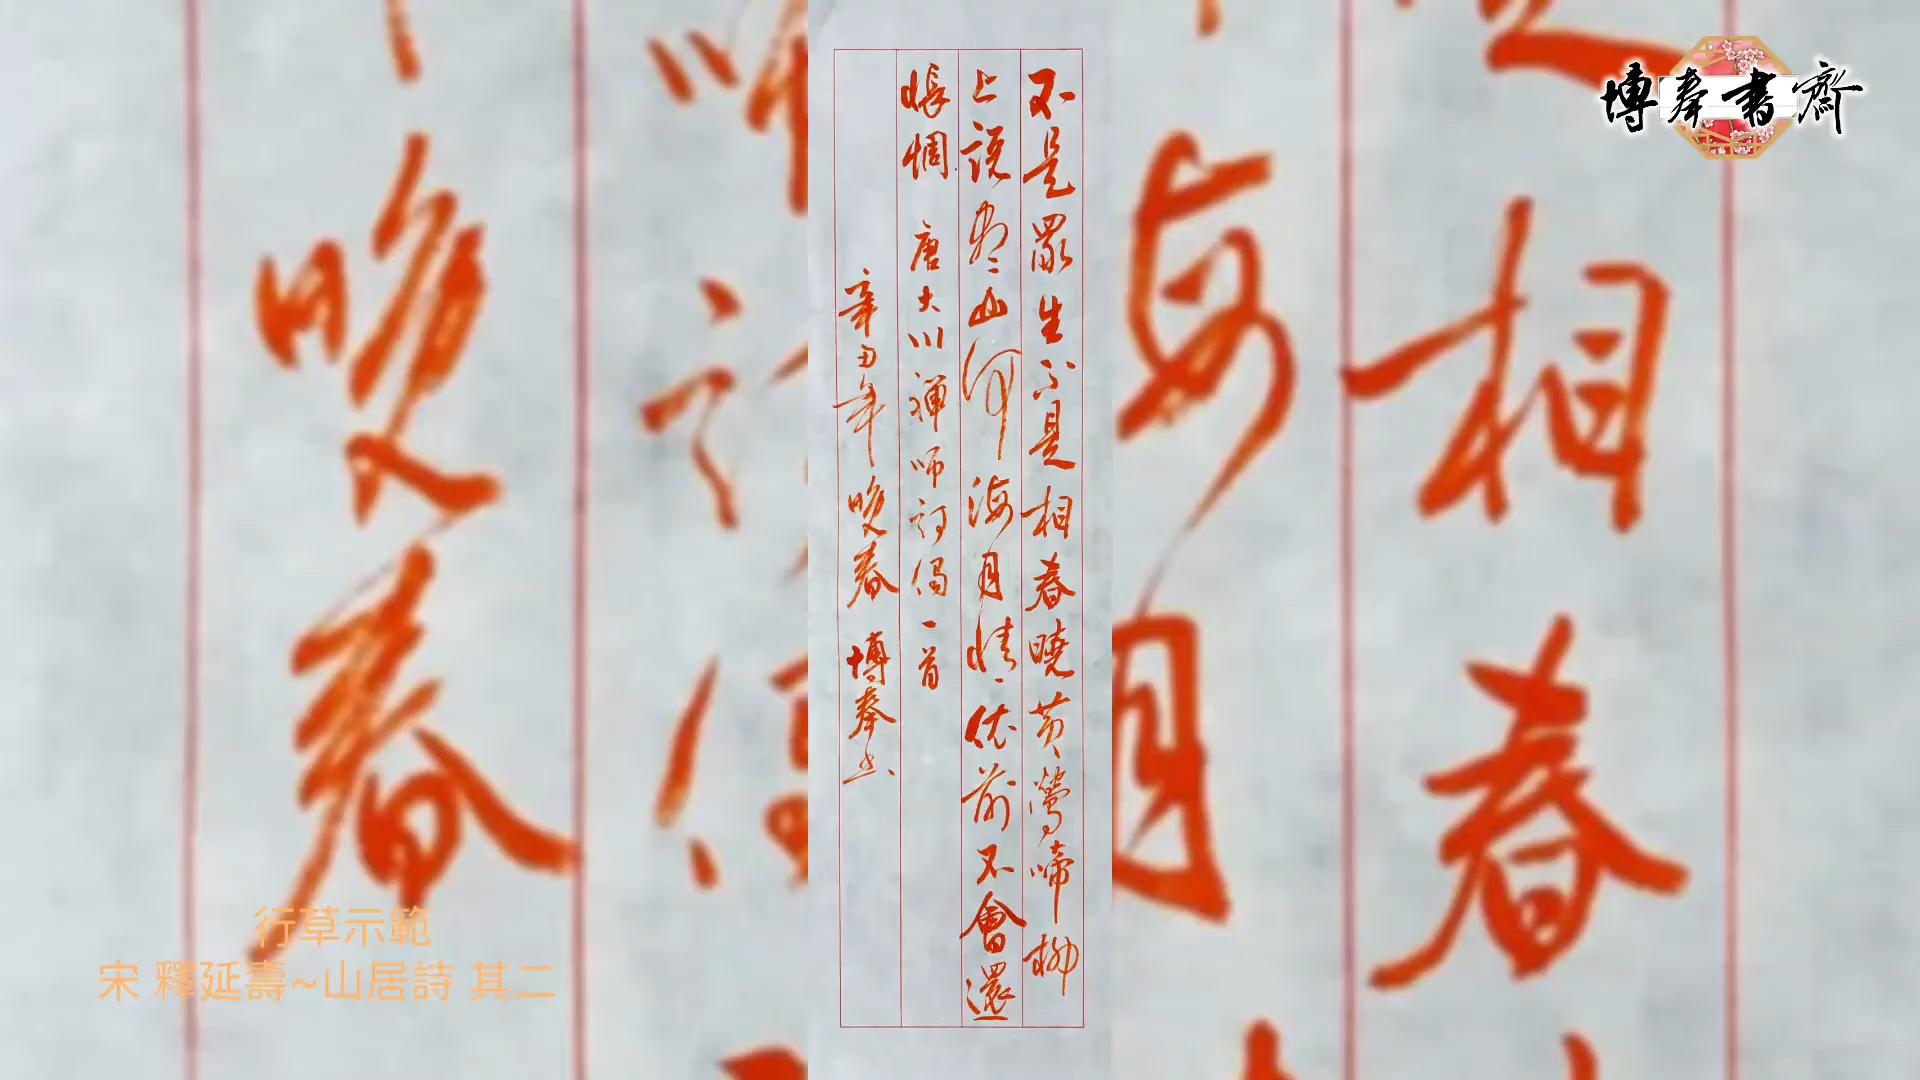 博奉書齋
不是眾生不是相春曉黃鶯啼柳
上說盡山河海月情依前不會還
悵惆 唐大川禪師詩偈一首
辛丑年晚春 博奉书
行草示範
宋 釋延壽~山居詩 其二